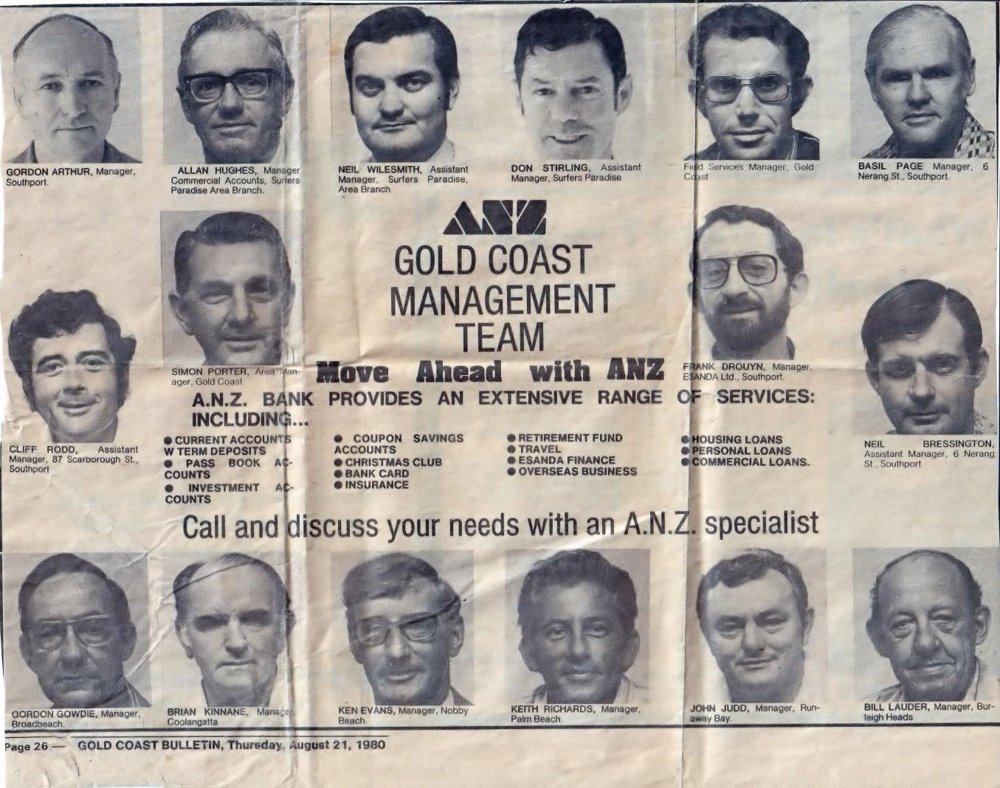 GORDON ARTHUR, Manager,
Southport.
ALLAN HUGHES, Manager
Commercial Accounts, Surfers
Paradise Area Branch.
NEIL WILESMITH, Assistant
Manager, Surfers Paradise,
Area Branch
DON STIRLING, Assistant
Manager, Surfers Paradise
Field Services Manager, Gold
Coast
BASIL PAGE Manager, 6
Nerang St., Southport.
ANZ
GOLD COAST
MANAGEMENT
TEAM
SIMON PORTER, Area Man-
ager, Gold Coast
FRANK DROUYN, Manager,
ESANDA Ltd., Southport.
CLIFF RODD, Assistant
Manager, 87 Scarborough St.,
Southport
NEIL BRESSINGTON,
Assistant Manager, 6 Nerang
St., Southport
Move Ahead with ANZ
A.N.Z. BANK PROVIDES AN EXTENSIVE RANGE OF SERVICES:
INCLUDING...
● CURRENT ACCOUNTS
W TERM DEPOSITS
● PASS BOOK AC-
COUNTS
● INVESTMENT AC-
COUNTS
● COUPON SAVINGS
ACCOUNTS
● CHRISTMAS CLUB
● BANK CARD
● INSURANCE
● RETIREMENT FUND
● TRAVEL
● ESANDA FINANCE
● OVERSEAS BUSINESS
● HOUSING LOANS
● PERSONAL LOANS
● COMMERCIAL LOANS.
Call and discuss your needs with an A.N.Z. specialist
GORDON GOWDIE, Manager,
Broadbeach.
BRIAN KINNANE, Manager,
Coolangatta
KEN EVANS, Manager, Nobby
Beach.
KEITH RICHARDS, Manager,
Palm Beach.
JOHN JUDD, Manager, Run-
away Bay.
BILL LAUDER, Manager, Bur-
leigh Heads
Page 26 — GOLD COAST BULLETIN, Thursday, August 21, 1980